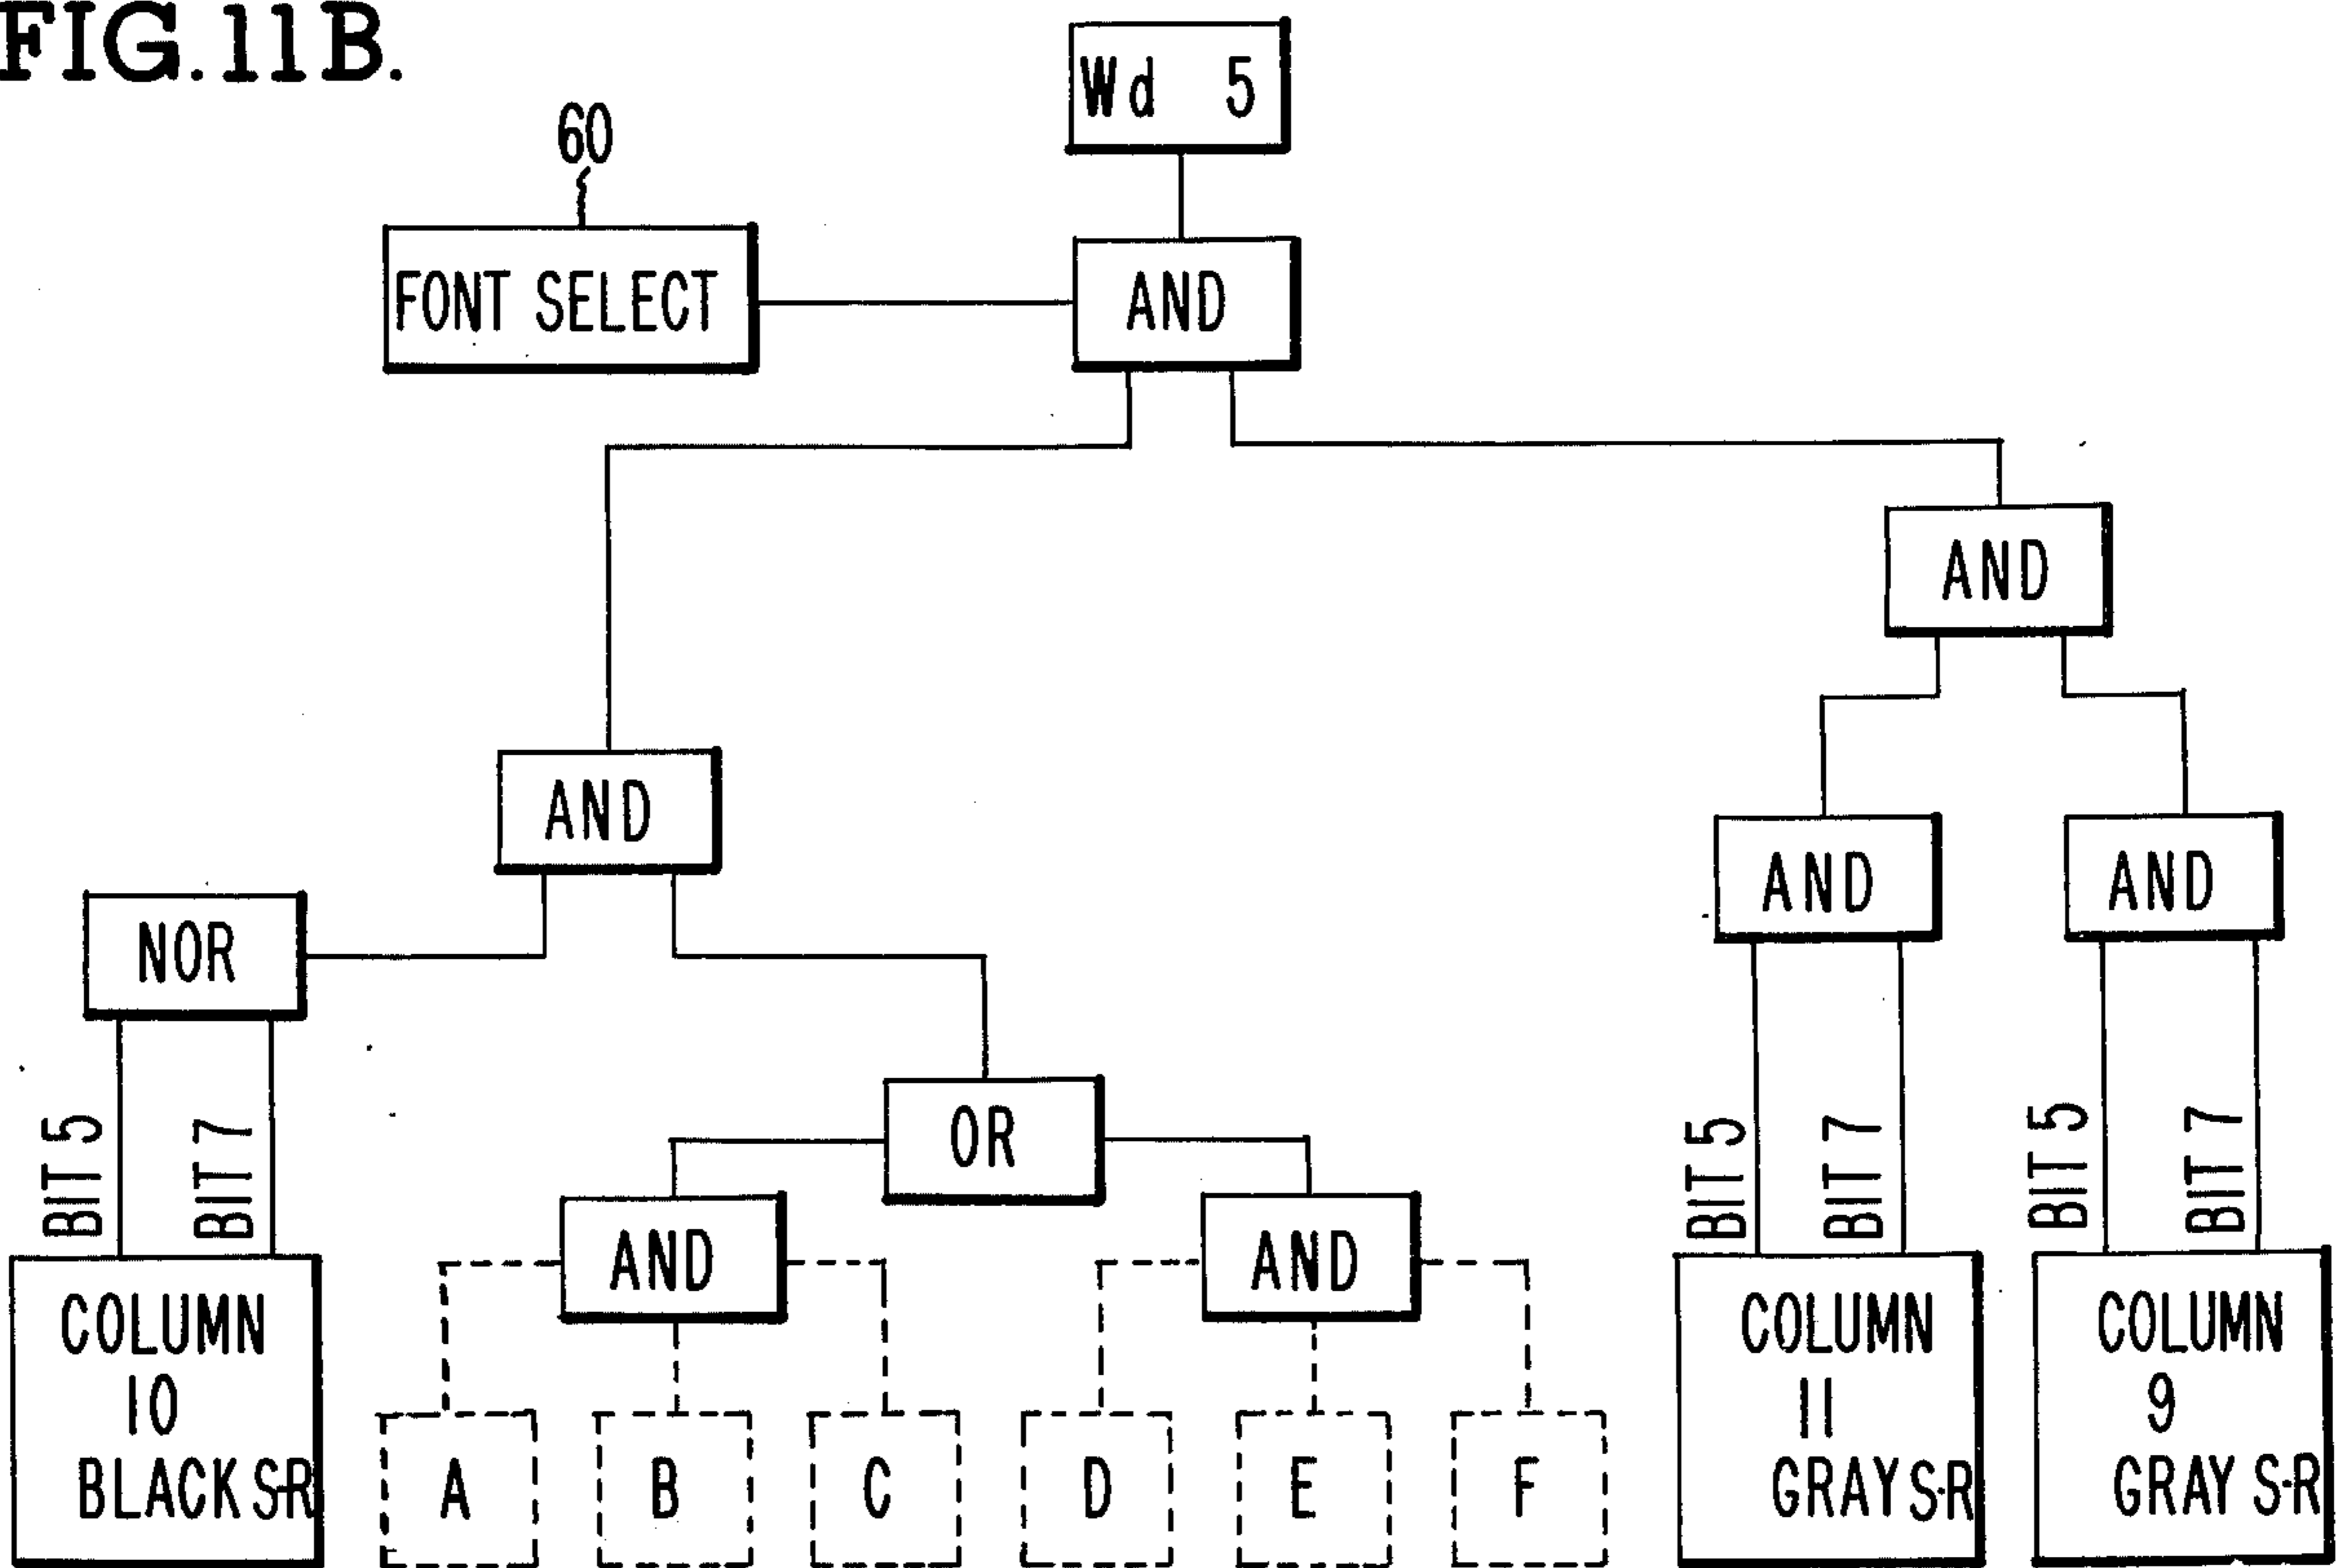 FIG.11B.
Wd 5
60
FONT SELECT
AND
AND
AND
AND
AND
NOR
OR
BIT 5
BIT 7
BIT 5
BIT 7
BIT 5
BIT 7
AND
AND
COLUMN
10
BLACK S-R
A
B
C
D
E
F
COLUMN
11
GRAY S-R
COLUMN
9
GRAY S-R